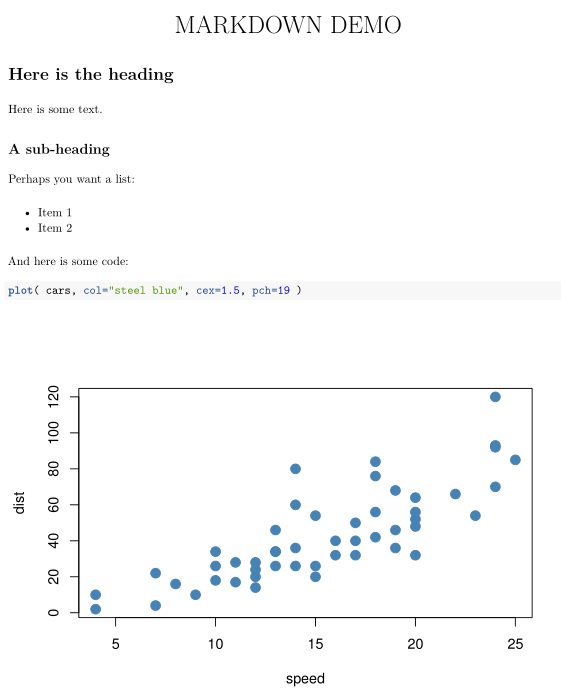 MARKDOWN DEMO
Here is the heading
Here is some text.
A sub-heading
Perhaps you want a list:
• Item 1
• Item 2
And here is some code:
plot( cars, col="steel blue", cex=1.5, pch=19 )
120
100
80
60
40
20
0
dist
5 10 15 20 25
speed